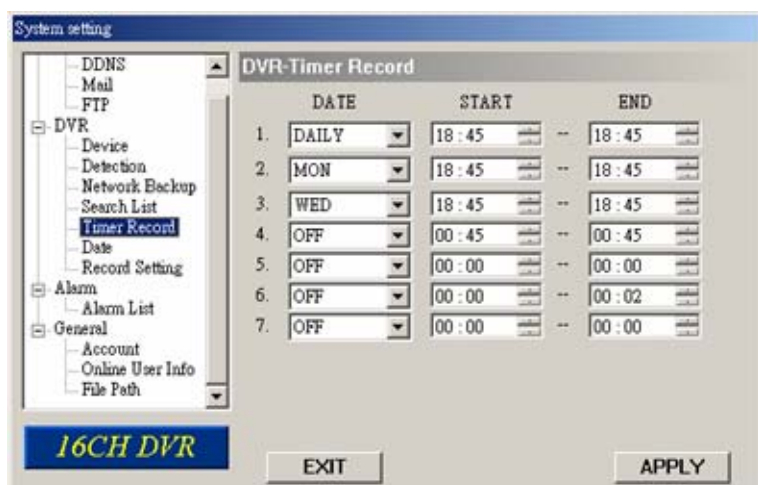 System setting
DDNS
Mail
FTP
DVR
Device
Detection
Network Backup
Search List
Timer Record
Date
Record Setting
Alarm
Alarm List
General
Account
Online User Info
File Path
16CH DVR
DVR-Timer Record
DATE START END
1. DAILY 18 : 45 -- 18 : 45
2. MON 18 : 45 -- 18 : 45
3. WED 18 : 45 -- 18 : 45
4. OFF 00 : 45 -- 00 : 45
5. OFF 00 : 00 -- 00 : 00
6. OFF 00 : 00 -- 00 : 02
7. OFF 00 : 00 -- 00 : 00
EXIT APPLY